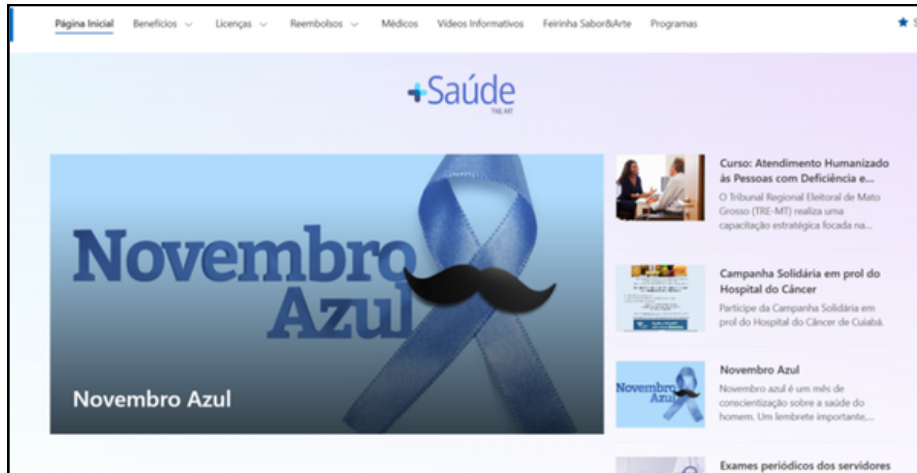 Página Inicial Benefícios Licenças Reembolsos Médicos Vídeos Informativos Feirinha Sabor&Arte Programas
+Saúde
TRE-MT
Novembro
Azul
Novembro Azul
Curso: Atendimento Humanizado
às Pessoas com Deficiência e...
O Tribunal Regional Eleitoral de Mato
Grosso (TRE-MT) realiza uma
capacitação estratégica focada na...
Campanha Solidária em prol do
Hospital do Câncer
Participe da Campanha Solidária em
prol do Hospital do Câncer de Cuiabá.
Novembro
Azul
Novembro Azul
Novembro azul é um mês de
conscientização sobre a saúde do
homem. Um lembrete importante,...
Exames periódicos dos servidores